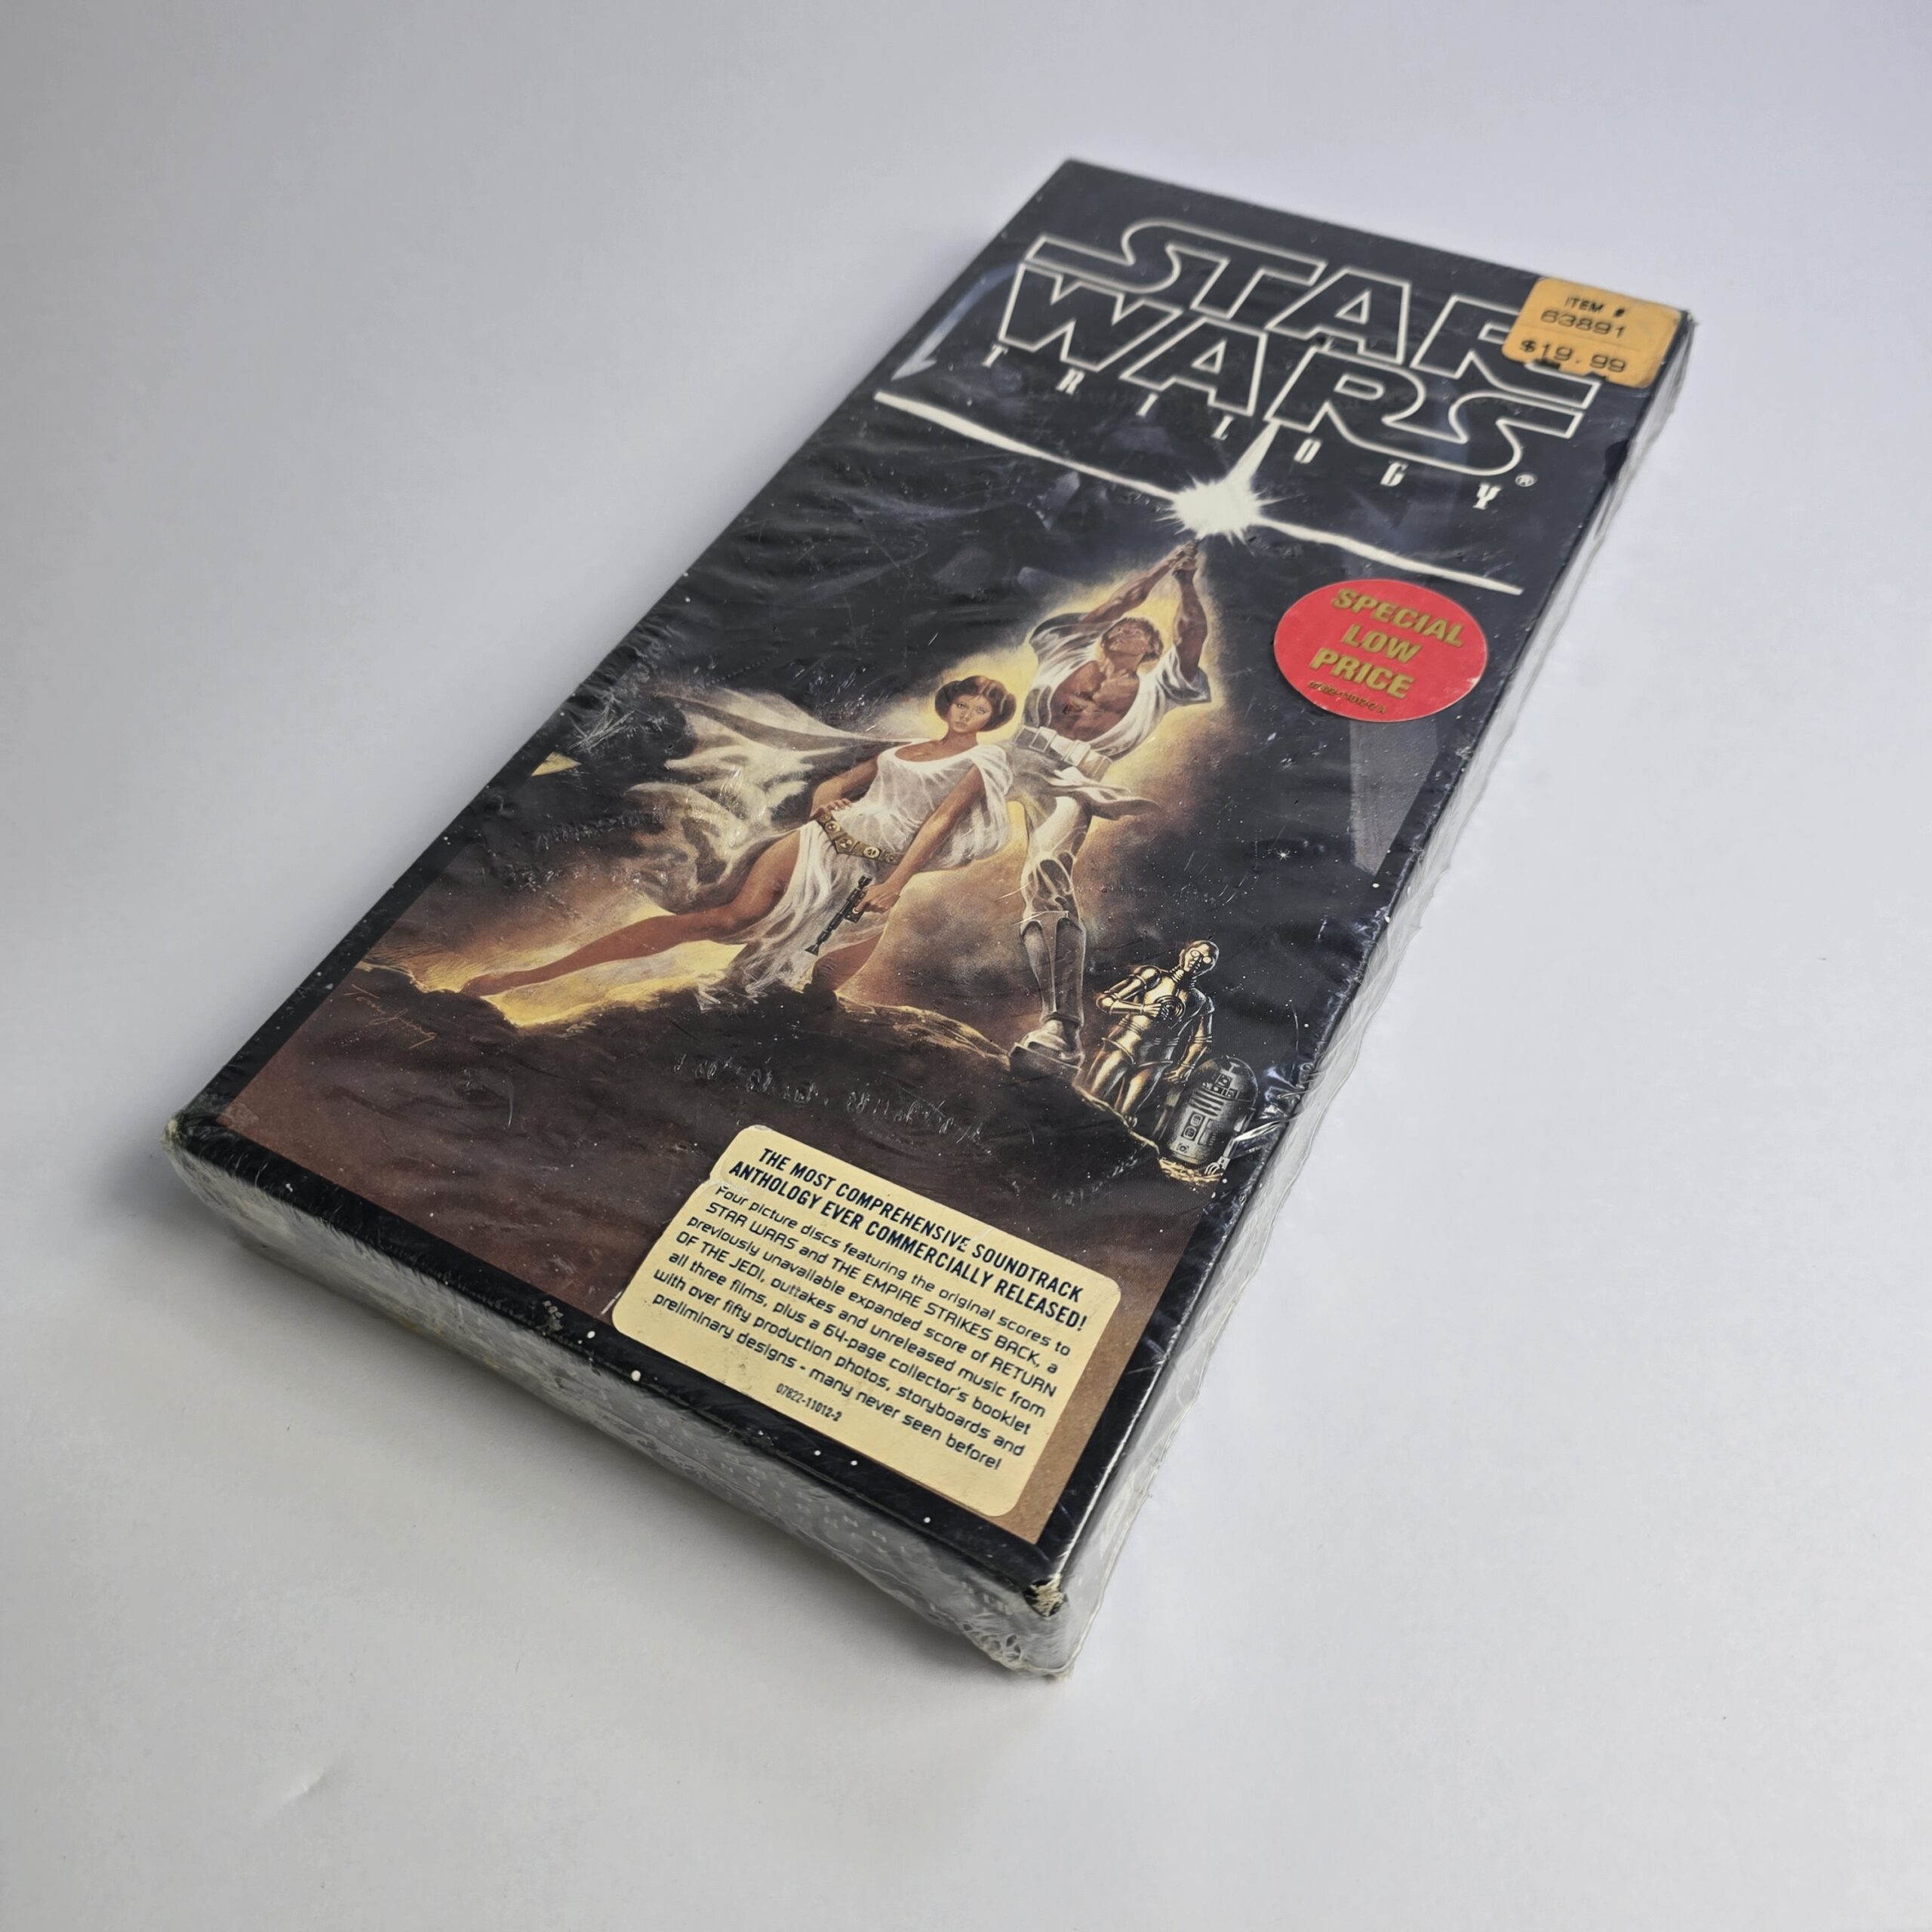 STAR
WARS
TRILOGY®
ITEM #
63891
$19.99
SPECIAL
LOW
PRICE
THE MOST COMPREHENSIVE SOUNDTRACK
ANTHOLOGY EVER COMMERCIALLY RELEASED!
Four picture discs featuring the original scores to
STAR WARS and THE EMPIRE STRIKES BACK, a
previously unavailable expanded score of RETURN
OF THE JEDI, outtakes and unreleased music from
all three films, plus a 64-page collector's booklet
with over fifty production photos, storyboards and
preliminary designs - many never seen before!
07822-11012-2